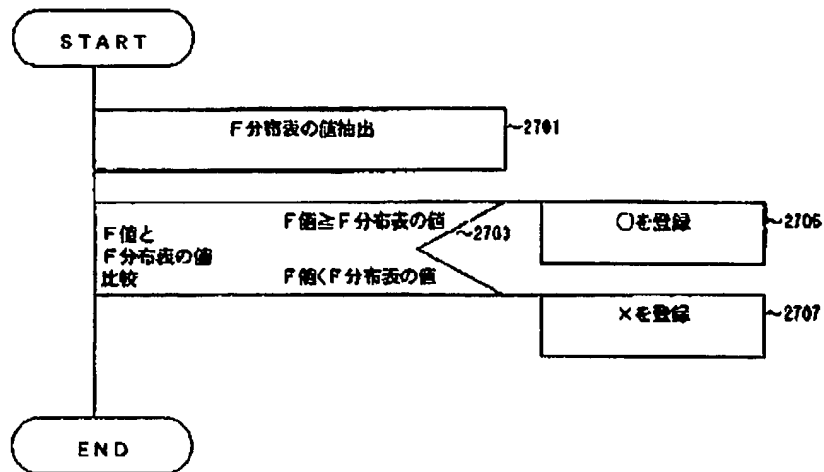 START
F分布表の値抽出
~2701
F値≧F分布表の値
~2703
○を登録
~2705
F値と
F分布表の値
比較
F値<F分布表の値
×を登録
~2707
END